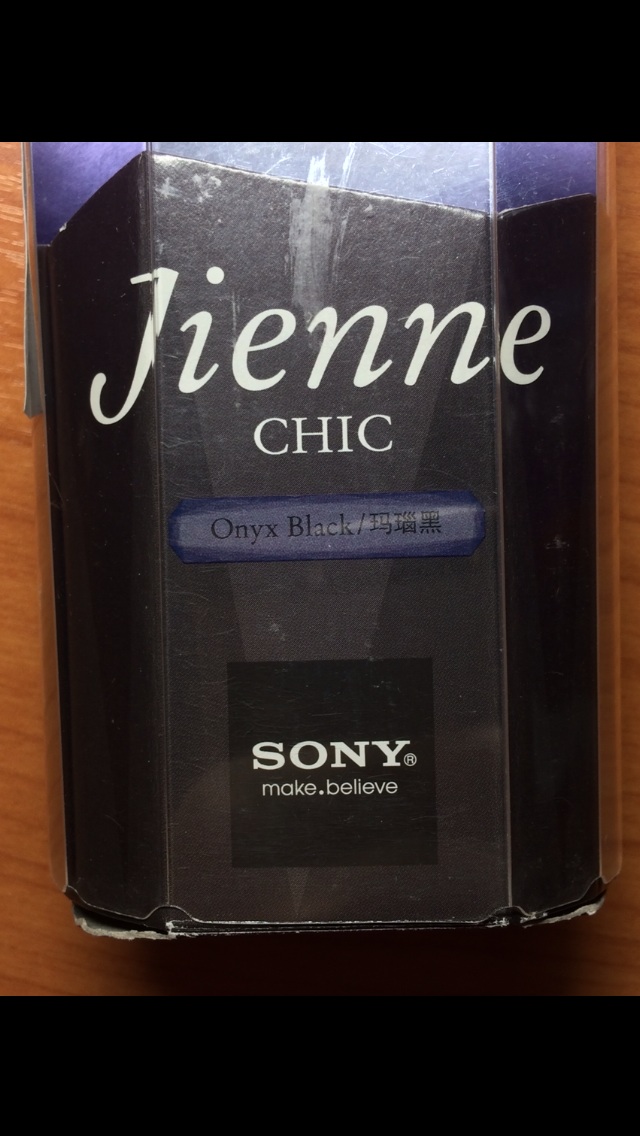 Jienne
CHIC
Onyx Black/玛瑙黑
SONY®
make.believe